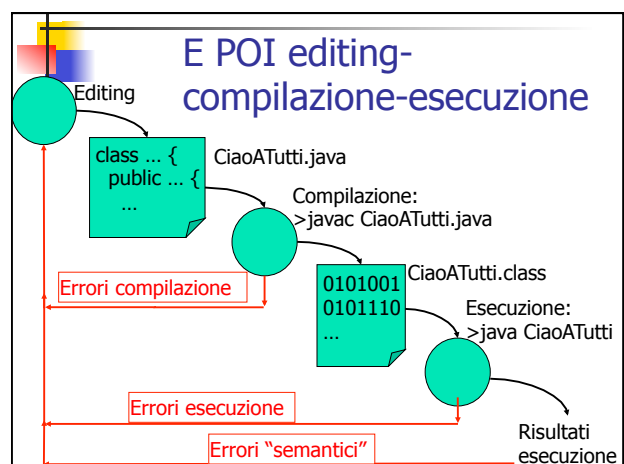 E POI editing-
compilazione-esecuzione
Editing
class … {
public … {
…
CiaoATutti.java
Compilazione:
>javac CiaoATutti.java
Errori compilazione
0101001
0101110
…
CiaoATutti.class
Esecuzione:
>java CiaoATutti
Errori esecuzione
Errori “semantici”
Risultati
esecuzione